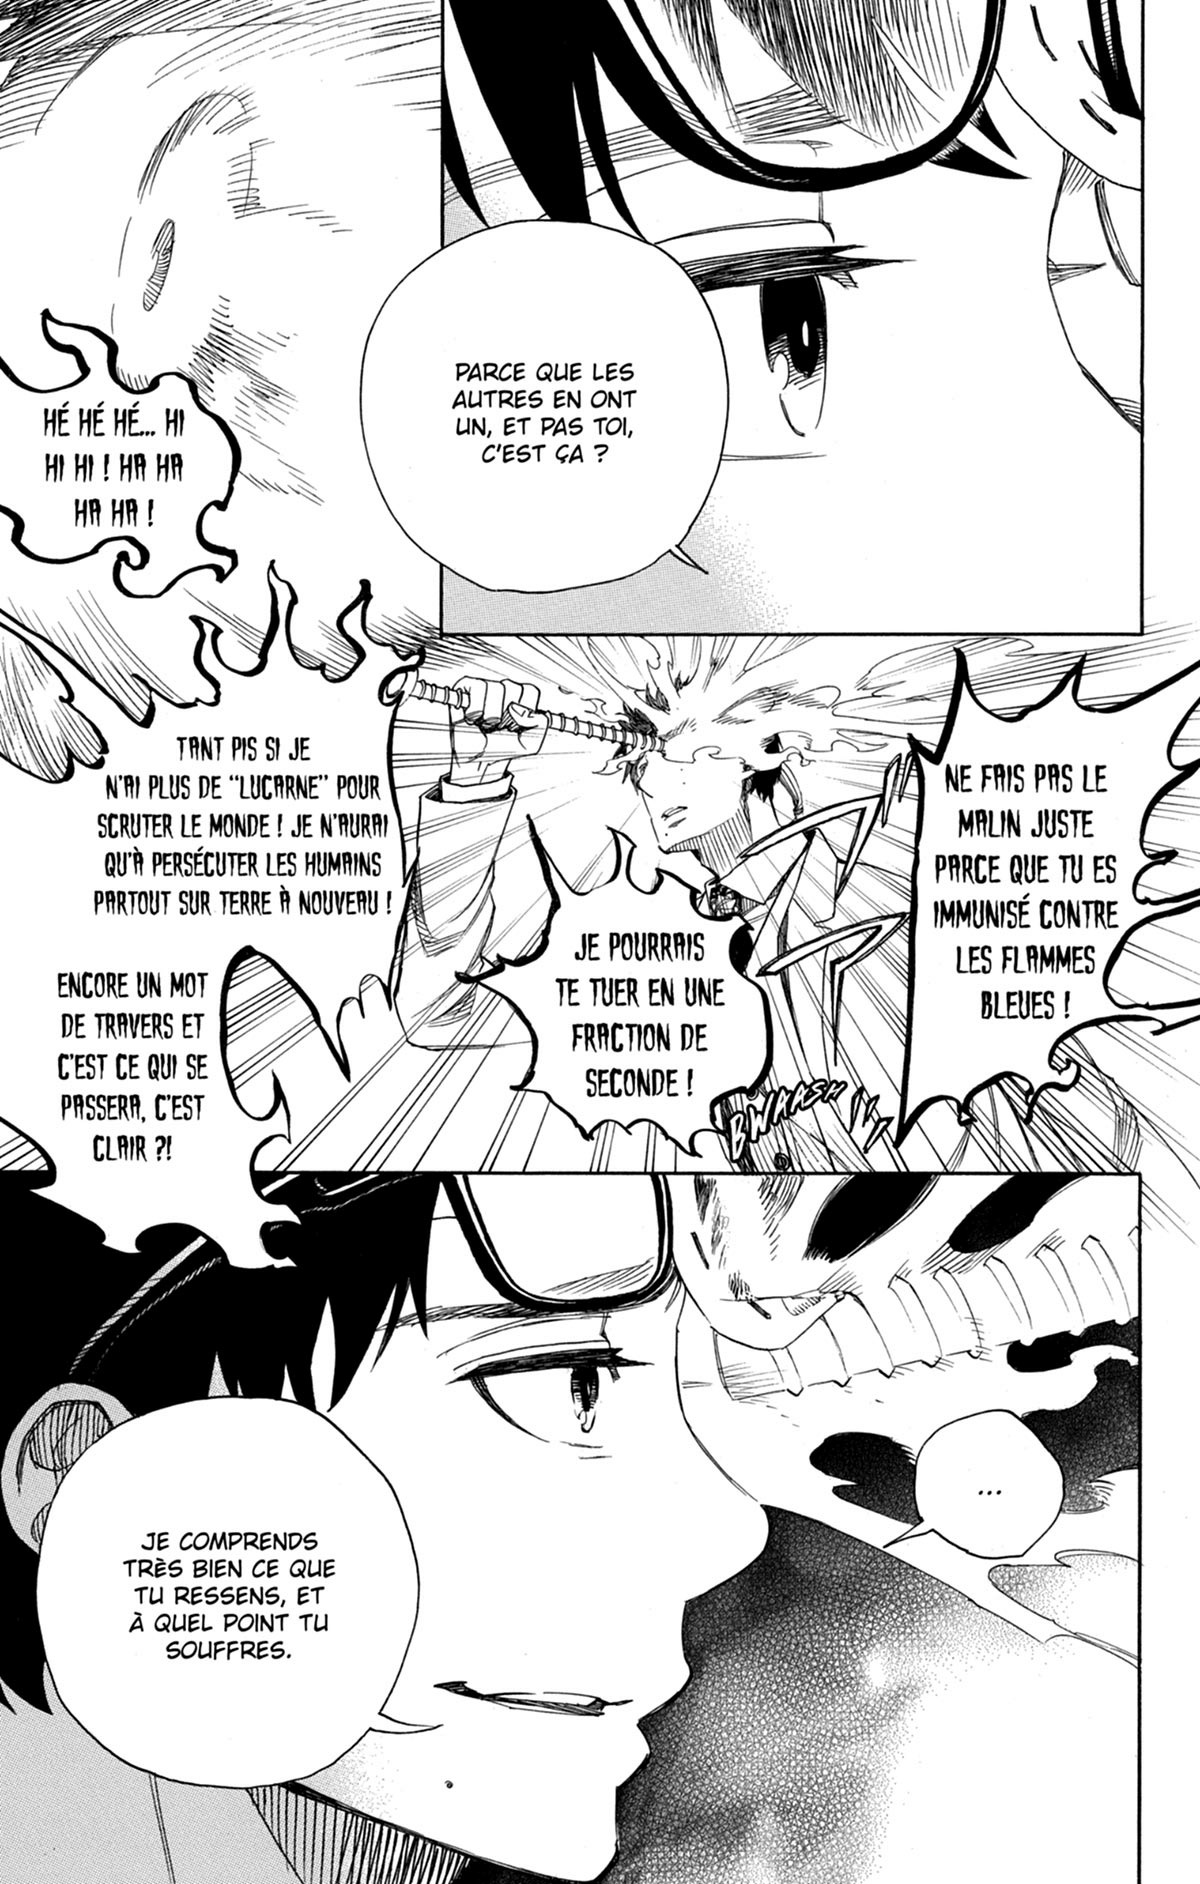 PARCE QUE LES
AUTRES EN ONT
UN, ET PAS TOI,
C'EST ÇA ?
HÉ HÉ HÉ... HI
HI HI ! HA HA
HA HA !
NE FAIS PAS LE
MALIN JUSTE
PARCE QUE TU ES
IMMUNISÉ CONTRE
LES FLAMMES
BLEUES !
JE POURRAIS
TE TUER EN UNE
FRACTION DE
SECONDE !
BWAASH
TANT PIS SI JE
N'AI PLUS DE "LUCARNE" POUR
SCRUTER LE MONDE ! JE N'AURAI
QU'À PERSÉCUTER LES HUMAINS
PARTOUT SUR TERRE À NOUVEAU !
ENCORE UN MOT
DE TRAVERS ET
C'EST CE QUI SE
PASSERA, C'EST
CLAIR ?!
...
JE COMPRENDS
TRÈS BIEN CE QUE
TU RESSENS, ET
À QUEL POINT TU
SOUFFRES.